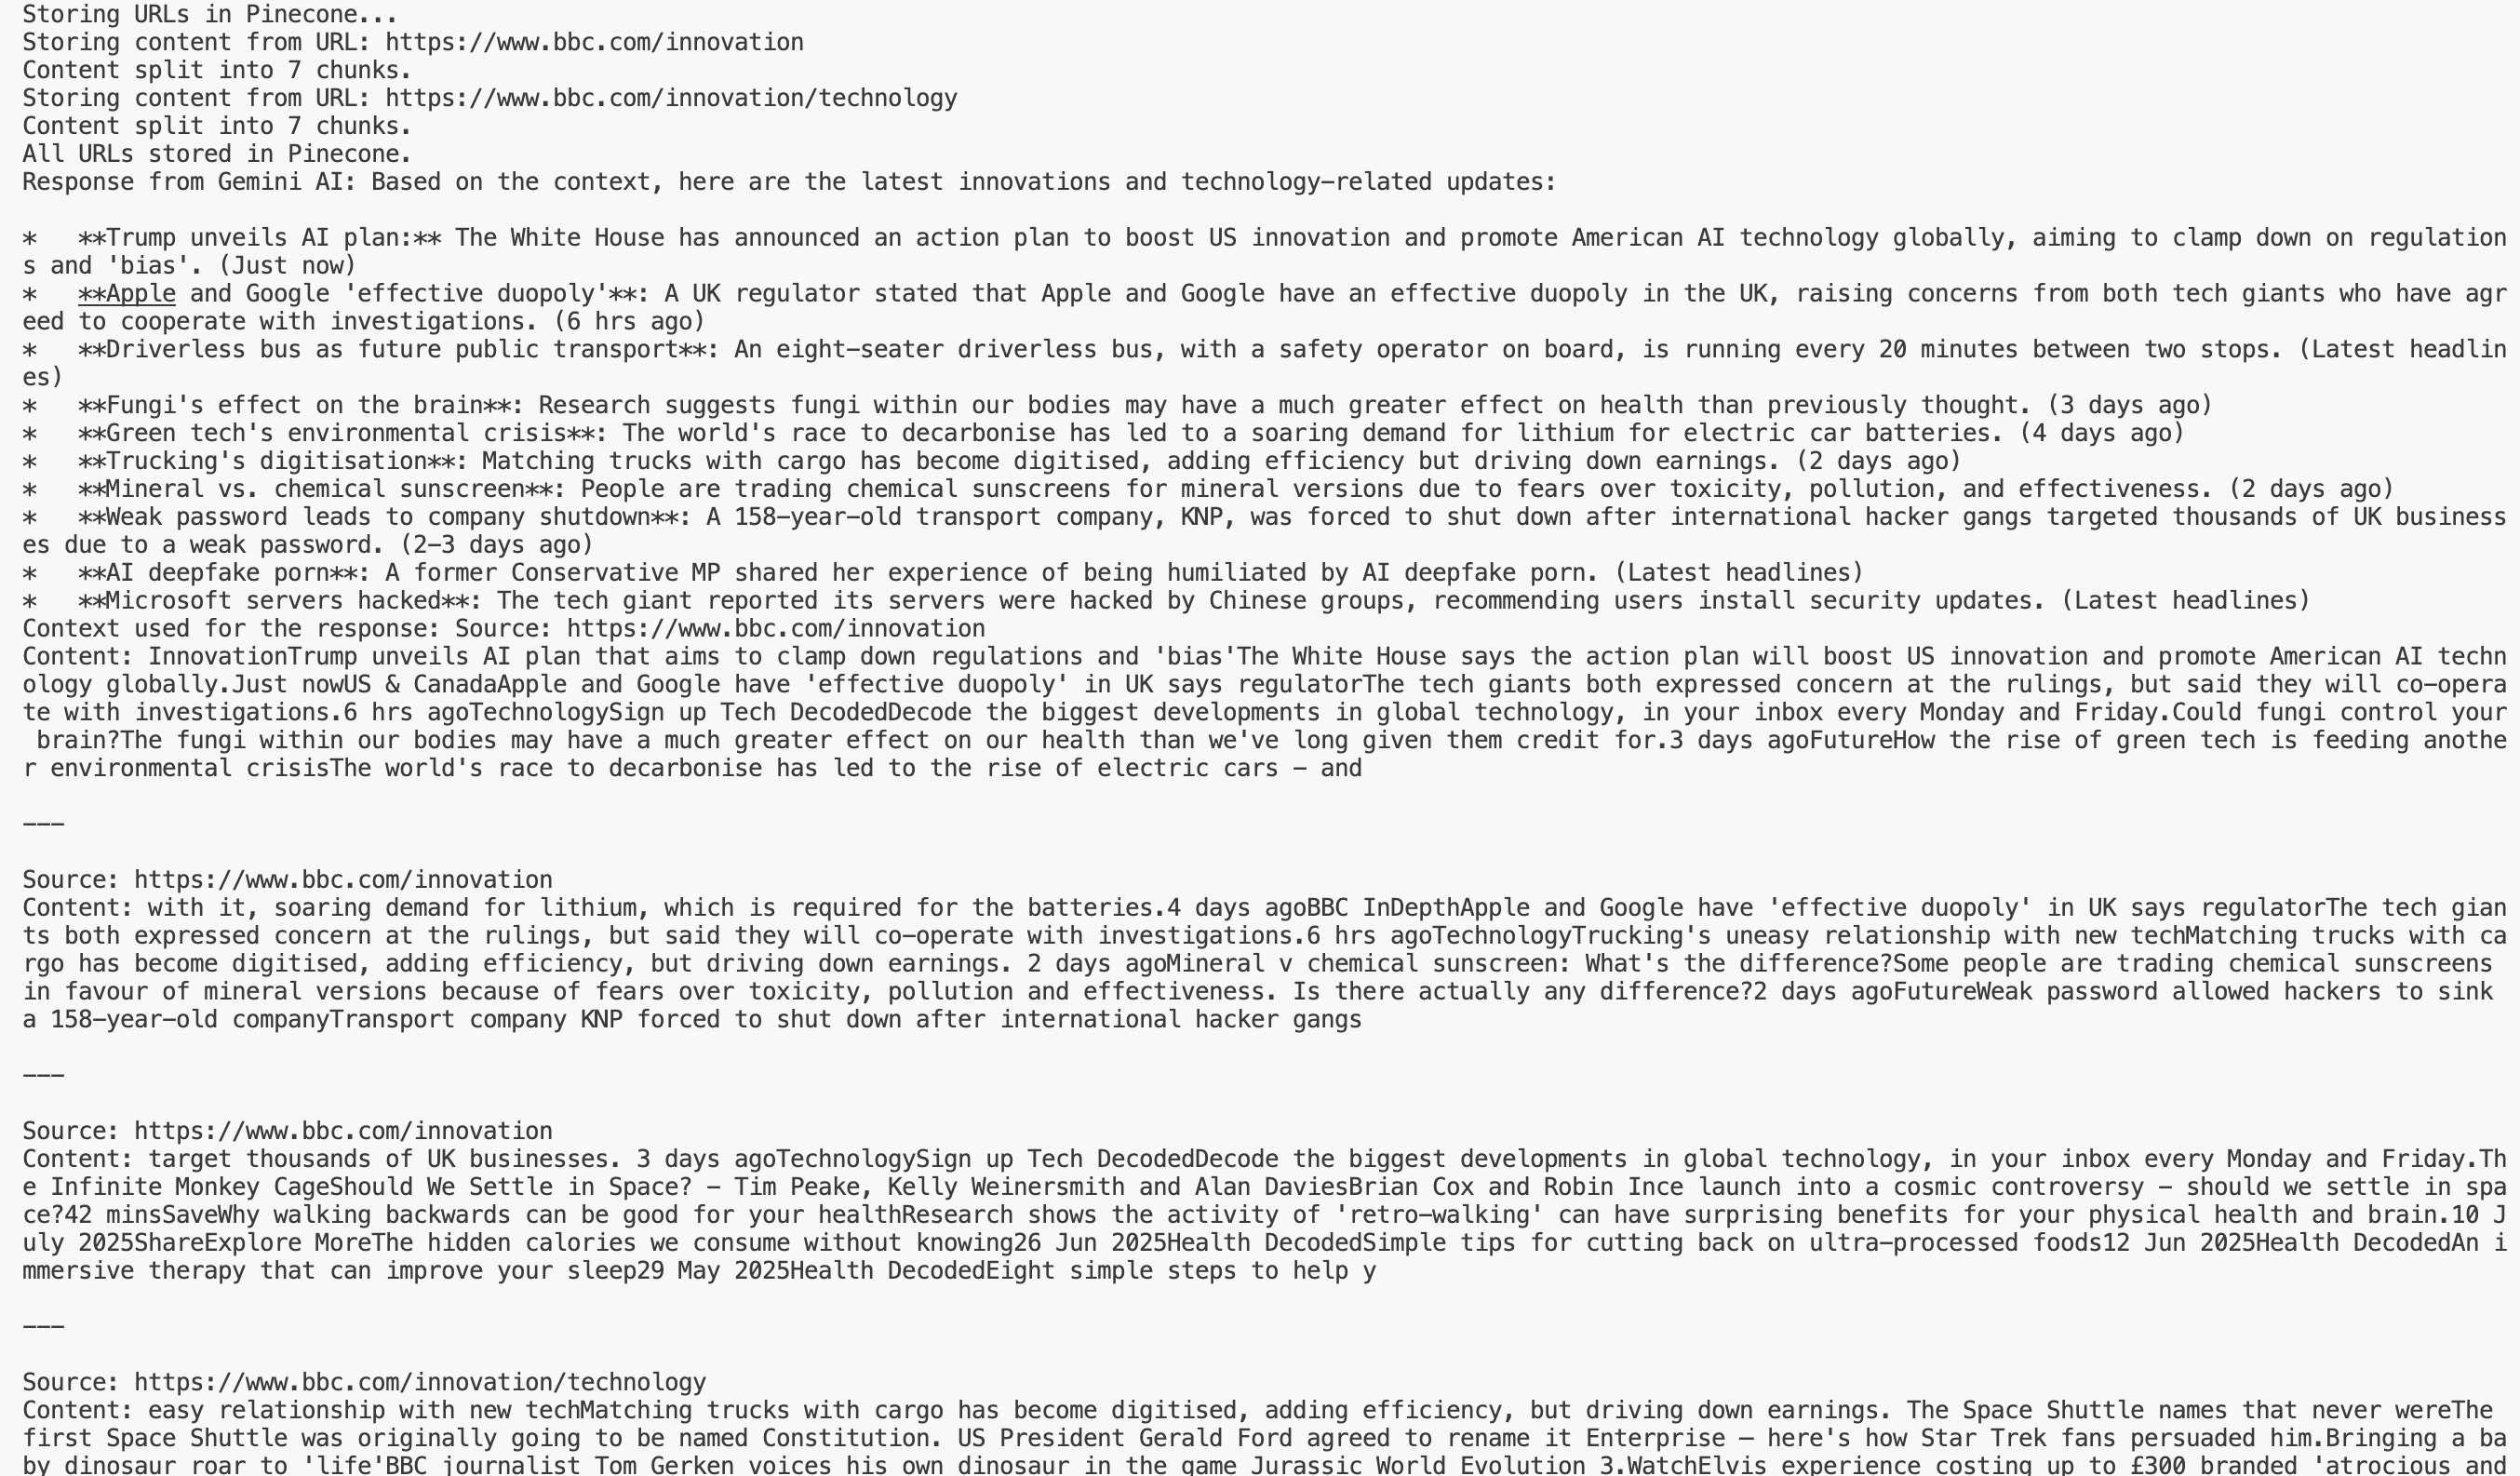 Storing URLs in Pinecone...
Storing content from URL: https://www.bbc.com/innovation
Content split into 7 chunks.
Storing content from URL: https://www.bbc.com/innovation/technology
Content split into 7 chunks.
All URLs stored in Pinecone.
Response from Gemini AI: Based on the context, here are the latest innovations and technology-related updates:

*   **Trump unveils AI plan:** The White House has announced an action plan to boost US innovation and promote American AI technology globally, aiming to clamp down on regulation
s and 'bias'. (Just now)
*   **Apple and Google 'effective duopoly'**: A UK regulator stated that Apple and Google have an effective duopoly in the UK, raising concerns from both tech giants who have agr
eed to cooperate with investigations. (6 hrs ago)
*   **Driverless bus as future public transport**: An eight-seater driverless bus, with a safety operator on board, is running every 20 minutes between two stops. (Latest headlin
es)
*   **Fungi's effect on the brain**: Research suggests fungi within our bodies may have a much greater effect on health than previously thought. (3 days ago)
*   **Green tech's environmental crisis**: The world's race to decarbonise has led to a soaring demand for lithium for electric car batteries. (4 days ago)
*   **Trucking's digitisation**: Matching trucks with cargo has become digitised, adding efficiency but driving down earnings. (2 days ago)
*   **Mineral vs. chemical sunscreen**: People are trading chemical sunscreens for mineral versions due to fears over toxicity, pollution, and effectiveness. (2 days ago)
*   **Weak password leads to company shutdown**: A 158-year-old transport company, KNP, was forced to shut down after international hacker gangs targeted thousands of UK business
es due to a weak password. (2-3 days ago)
*   **AI deepfake porn**: A former Conservative MP shared her experience of being humiliated by AI deepfake porn. (Latest headlines)
*   **Microsoft servers hacked**: The tech giant reported its servers were hacked by Chinese groups, recommending users install security updates. (Latest headlines)
Context used for the response: Source: https://www.bbc.com/innovation
Content: InnovationTrump unveils AI plan that aims to clamp down regulations and 'bias'The White House says the action plan will boost US innovation and promote American AI techn
ology globally.Just nowUS & CanadaApple and Google have 'effective duopoly' in UK says regulatorThe tech giants both expressed concern at the rulings, but said they will co-opera
te with investigations.6 hrs agoTechnologySign up Tech DecodedDecode the biggest developments in global technology, in your inbox every Monday and Friday.Could fungi control your
 brain?The fungi within our bodies may have a much greater effect on our health than we've long given them credit for.3 days agoFutureHow the rise of green tech is feeding anothe
r environmental crisisThe world's race to decarbonise has led to the rise of electric cars – and

---

Source: https://www.bbc.com/innovation
Content: with it, soaring demand for lithium, which is required for the batteries.4 days agoBBC InDepthApple and Google have 'effective duopoly' in UK says regulatorThe tech gian
ts both expressed concern at the rulings, but said they will co-operate with investigations.6 hrs agoTechnologyTrucking's uneasy relationship with new techMatching trucks with ca
rgo has become digitised, adding efficiency, but driving down earnings. 2 days agoMineral v chemical sunscreen: What's the difference?Some people are trading chemical sunscreens
in favour of mineral versions because of fears over toxicity, pollution and effectiveness. Is there actually any difference?2 days agoFutureWeak password allowed hackers to sink
a 158-year-old companyTransport company KNP forced to shut down after international hacker gangs

---

Source: https://www.bbc.com/innovation
Content: target thousands of UK businesses. 3 days agoTechnologySign up Tech DecodedDecode the biggest developments in global technology, in your inbox every Monday and Friday.Th
e Infinite Monkey CageShould We Settle in Space? – Tim Peake, Kelly Weinersmith and Alan DaviesBrian Cox and Robin Ince launch into a cosmic controversy – should we settle in spa
ce?42 minsSaveWhy walking backwards can be good for your healthResearch shows the activity of 'retro-walking' can have surprising benefits for your physical health and brain.10 J
uly 2025ShareExplore MoreThe hidden calories we consume without knowing26 Jun 2025Health DecodedSimple tips for cutting back on ultra-processed foods12 Jun 2025Health DecodedAn i
mmersive therapy that can improve your sleep29 May 2025Health DecodedEight simple steps to help y

---

Source: https://www.bbc.com/innovation/technology
Content: easy relationship with new techMatching trucks with cargo has become digitised, adding efficiency, but driving down earnings. The Space Shuttle names that never wereThe
first Space Shuttle was originally going to be named Constitution. US President Gerald Ford agreed to rename it Enterprise – here's how Star Trek fans persuaded him.Bringing a ba
by dinosaur roar to 'life'BBC journalist Tom Gerken voices his own dinosaur in the game Jurassic World Evolution 3.WatchElvis experience costing up to £300 branded 'atrocious and